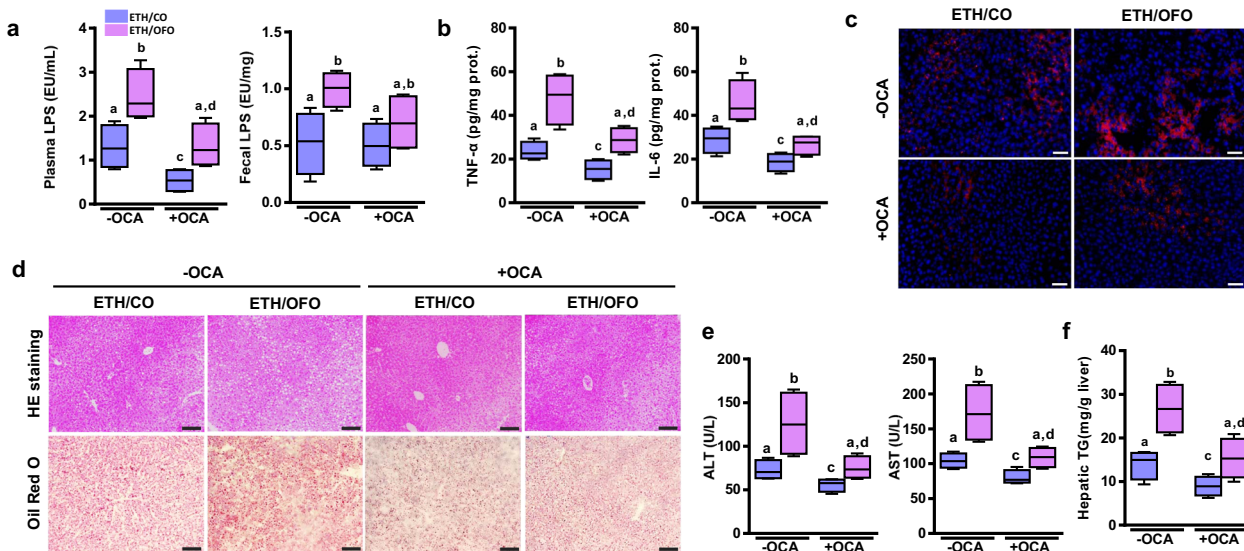 ETH/CO
ETH/OFO
a
Plasma LPS (EU/mL)
4
3
2
1
0
a
b
c
a,d
-OCA
+OCA
Fecal LPS (EU/mg)
1.5
1.0
0.5
0.0
a
b
a
a,b
-OCA
+OCA
b
TNF-α (pg/mg prot.)
80
60
40
20
0
a
b
c
a,d
-OCA
+OCA
IL-6 (pg/mg prot.)
80
60
40
20
0
a
b
c
a,d
-OCA
+OCA
c
ETH/CO
ETH/OFO
-OCA
+OCA
d
-OCA
+OCA
ETH/CO
ETH/OFO
ETH/CO
ETH/OFO
HE staining
Oil Red O
e
ALT (U/L)
200
150
100
50
0
a
b
c
a,d
-OCA
+OCA
AST (U/L)
250
200
150
100
50
0
a
b
c
a,d
-OCA
+OCA
f
Hepatic TG(mg/g liver)
40
30
20
10
0
a
b
c
a,d
-OCA
+OCA